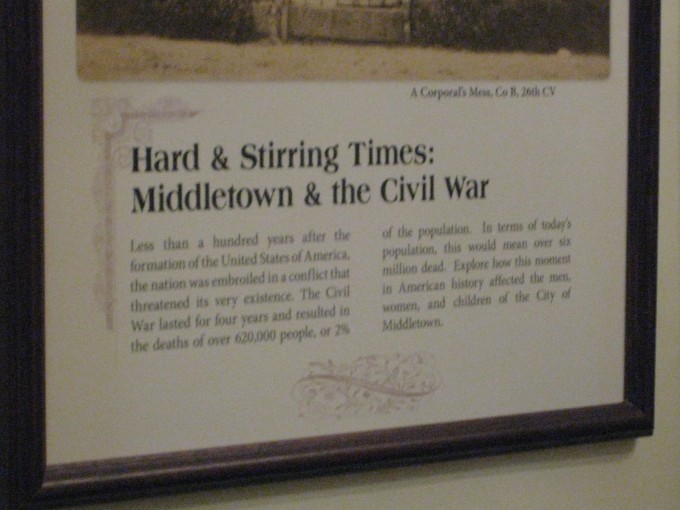 A Corporal's Mess, Co B, 26th CV
Hard & Stirring Times:
Middletown & the Civil War
Less than a hundred years after the
formation of the United States of America,
the nation was embroiled in a conflict that
threatened its very existence. The Civil
War lasted for four years and resulted in
the deaths of over 620,000 people, or 2%
of the population. In terms of today's
population, this would mean over six
million dead. Explore how this moment
in American history affected the men,
women, and children of the City of
Middletown.